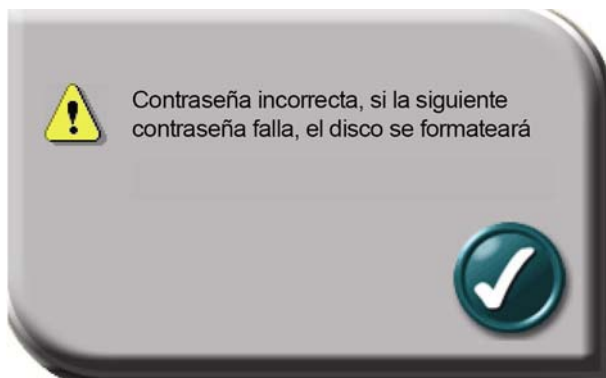 Contraseña incorrecta, si la siguiente
contraseña falla, el disco se formateará